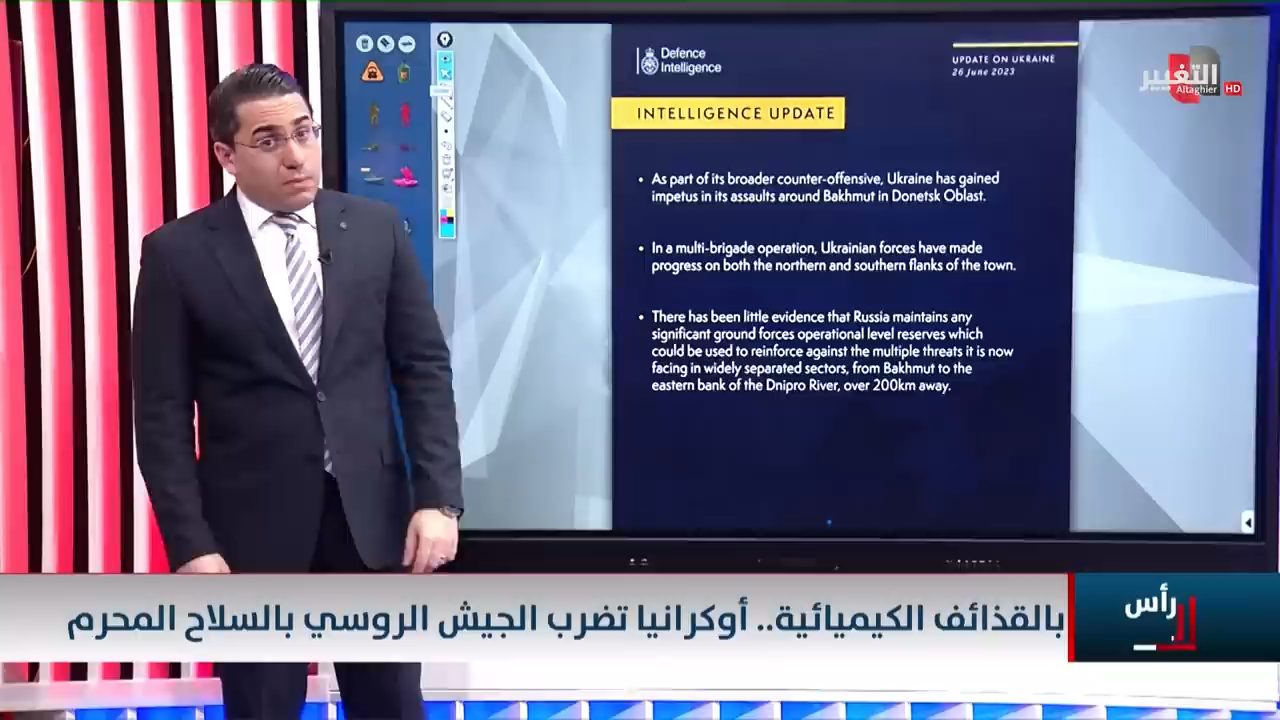 Defence
Intelligence
UPDATE ON UKRAINE
26 June 2023
التغيير
Altaghier HD
INTELLIGENCE UPDATE
• As part of its broader counter-offensive, Ukraine has gained
impetus in its assaults around Bakhmut in Donetsk Oblast.
• In a multi-brigade operation, Ukrainian forces have made
progress on both the northern and southern flanks of the town.
• There has been little evidence that Russia maintains any
significant ground forces operational level reserves which
could be used to reinforce against the multiple threats it is now
facing in widely separated sectors, from Bakhmut to the
eastern bank of the Dnipro River, over 200km away.
بالقذائف الكيميائية.. أوكرانيا تضرب الجيش الروسي بالسلاح المحرم
رأس